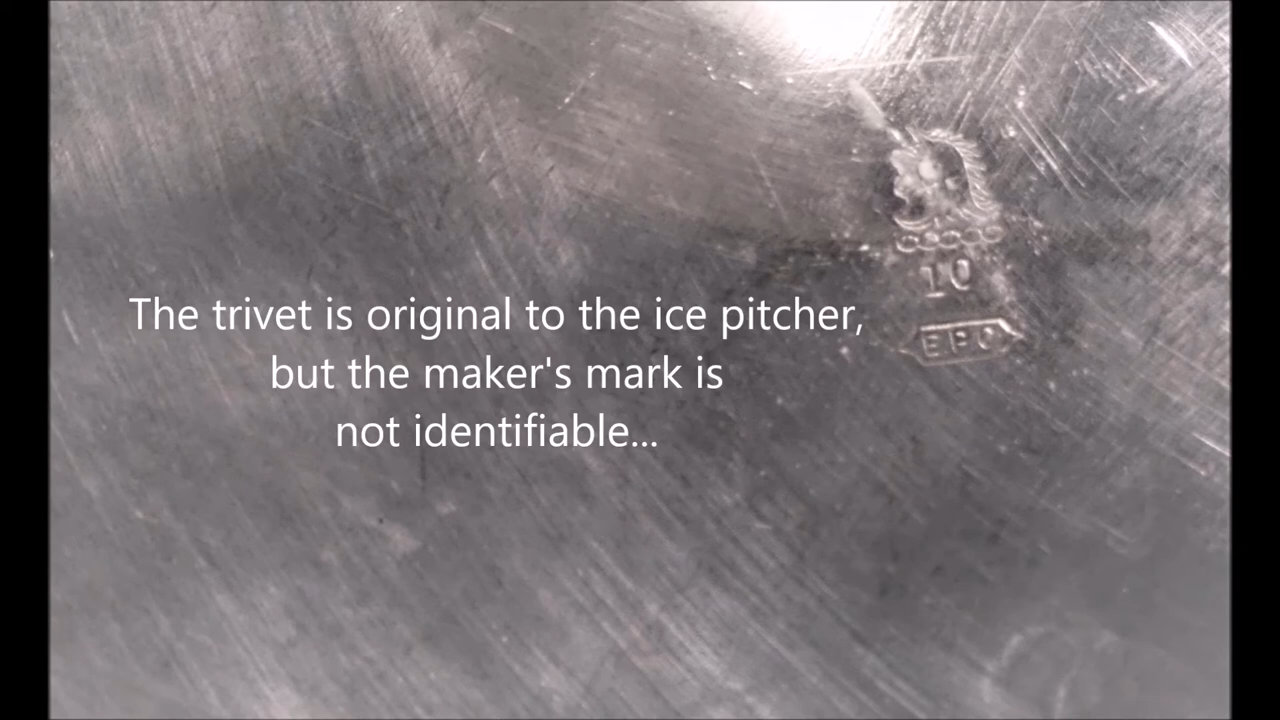 The trivet is original to the ice pitcher,
but the maker's mark is
not identifiable...
10
EPC